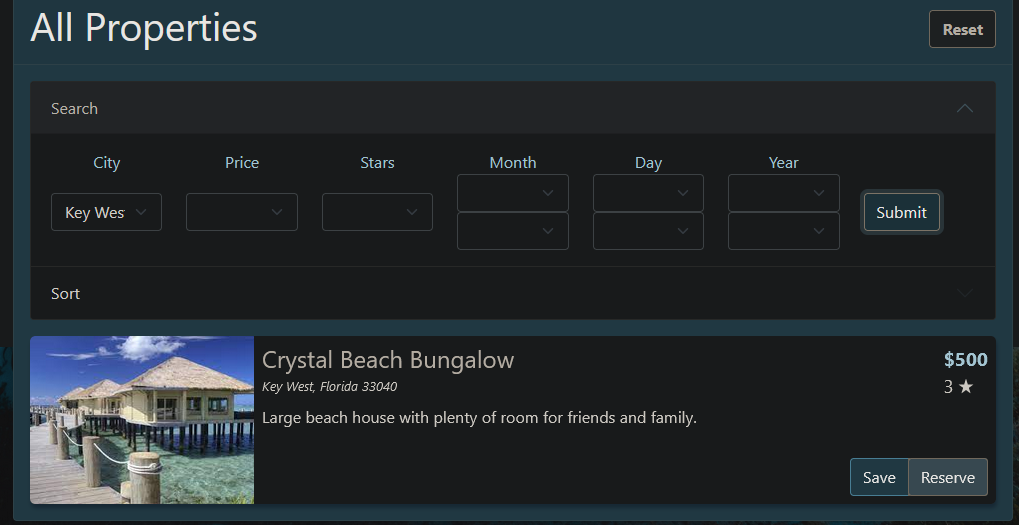 All Properties
Reset
Search
City Price Stars Month Day Year
Key Wes
Submit
Sort
Crystal Beach Bungalow
$500
Key West, Florida 33040
3 ★
Large beach house with plenty of room for friends and family.
Save Reserve